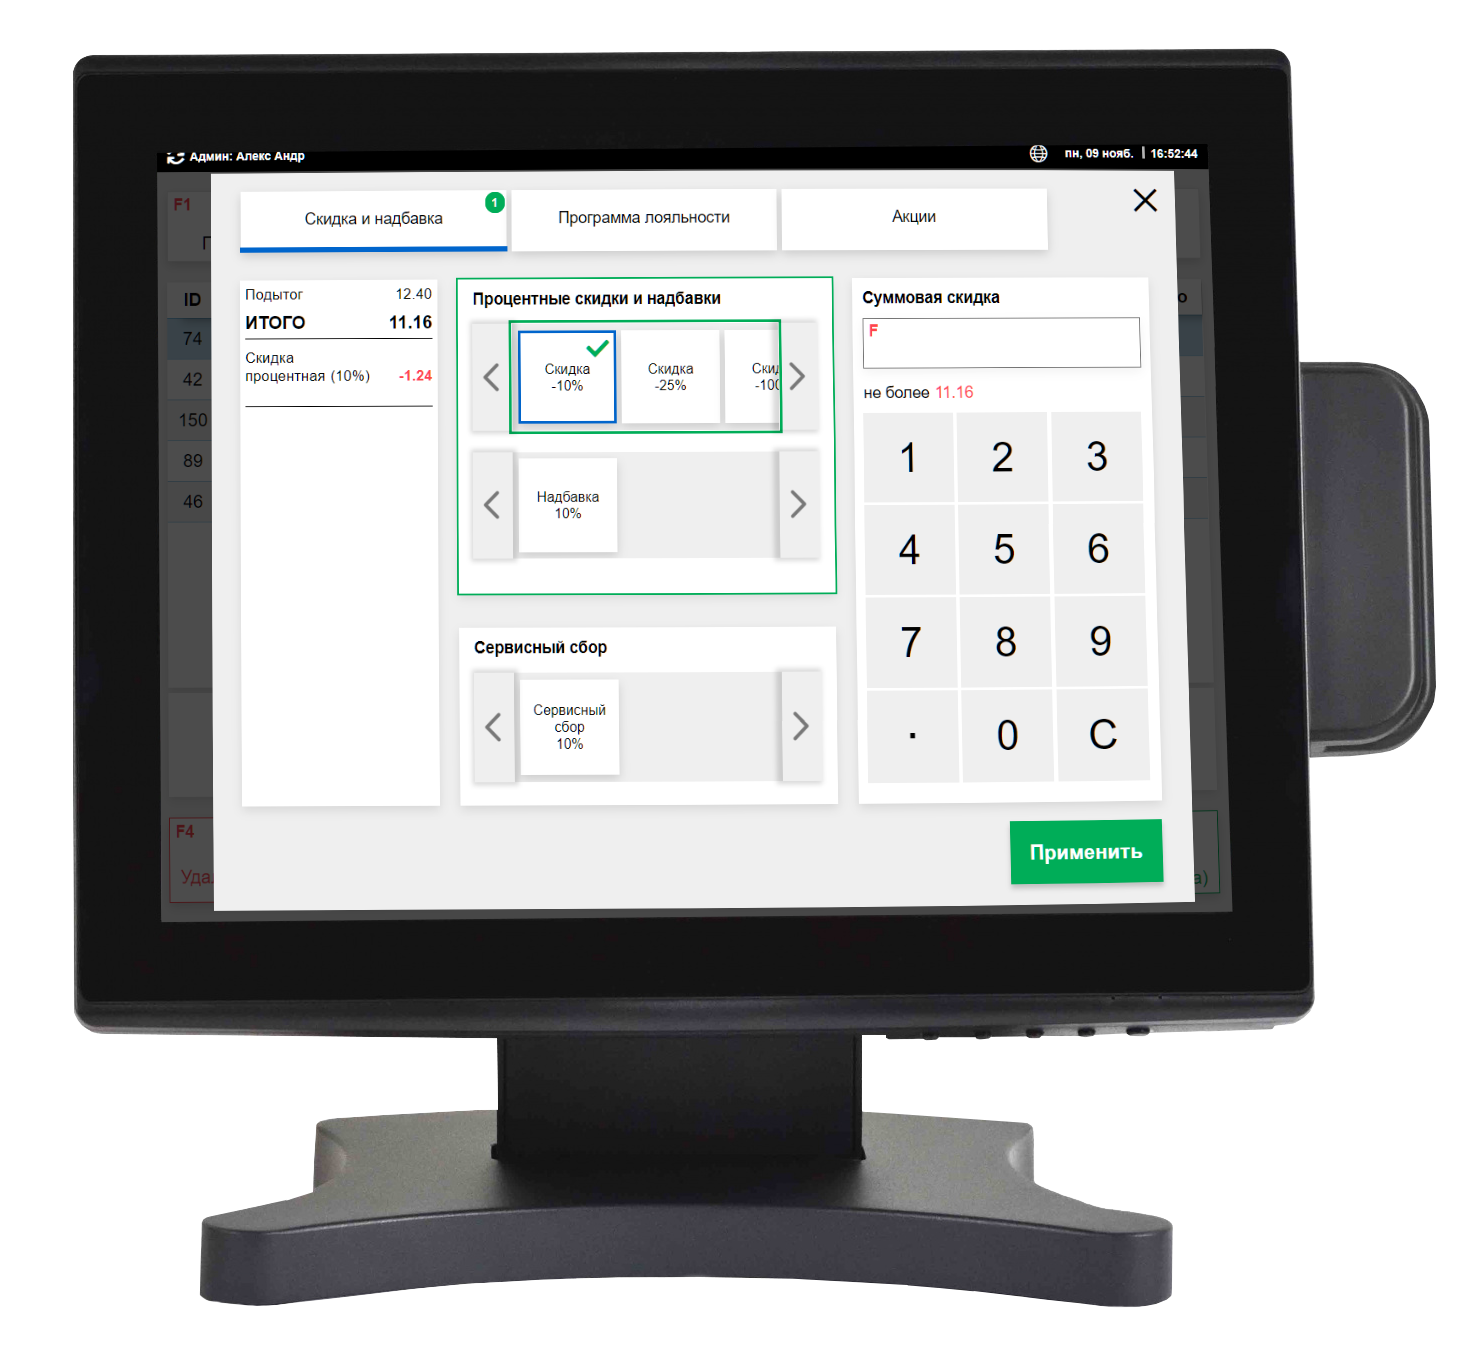 Админ: Алекс Андр
пн, 09 нояб. | 16:52:44
F1
Скидка и надбавка
1
Программа лояльности
Акции
ID
74
42
150
89
46
Подытог 12.40
ИТОГО 11.16
Скидка
процентная (10%) -1.24
Процентные скидки и надбавки
Скидка
-10%
Скидка
-25%
Надбавка
10%
Сервисный сбор
Сервисный
сбор
10%
Суммовая скидка
F
не более 11.16
1 2 3
4 5 6
7 8 9
. 0 C
F4
Применить